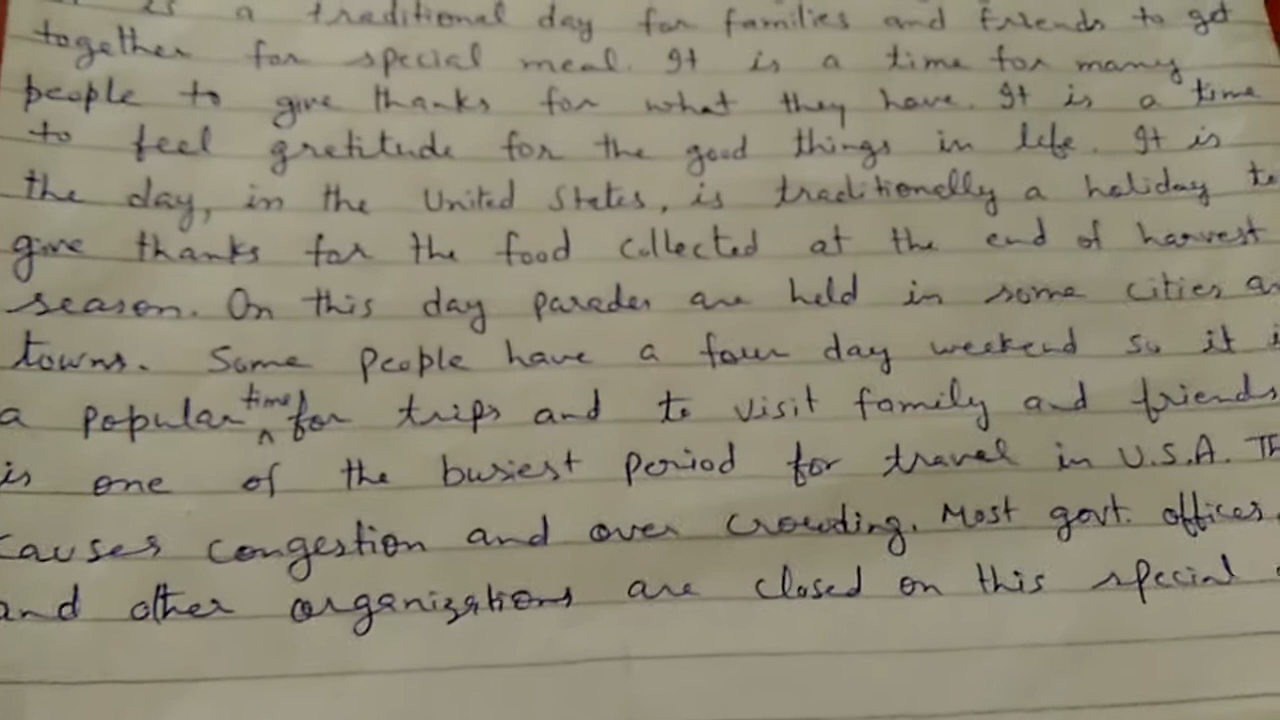 is a traditional day for families and friends to get
together for special meal. It is a time for many
people to give thanks for what they have. It is a time
to feel gretitude for the good things in life. It is
the day, in the United States, is traditionally a holiday to
give thanks for the food collected at the end of harvest
season. On this day parades are held in some cities an
towns. Some people have a four day weekend so it i
a popular time for trips and to visit family and friends
is one of the busiest period for travel in U.S.A. Th
causes congestion and over crowding. Most govt. offices,
and other organizations are closed on this special